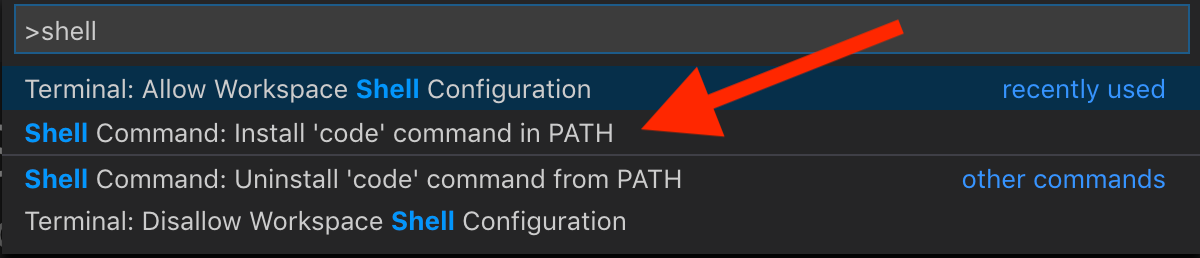 >shell
Terminal: Allow Workspace Shell Configuration recently used
Shell Command: Install 'code' command in PATH
Shell Command: Uninstall 'code' command from PATH other commands
Terminal: Disallow Workspace Shell Configuration